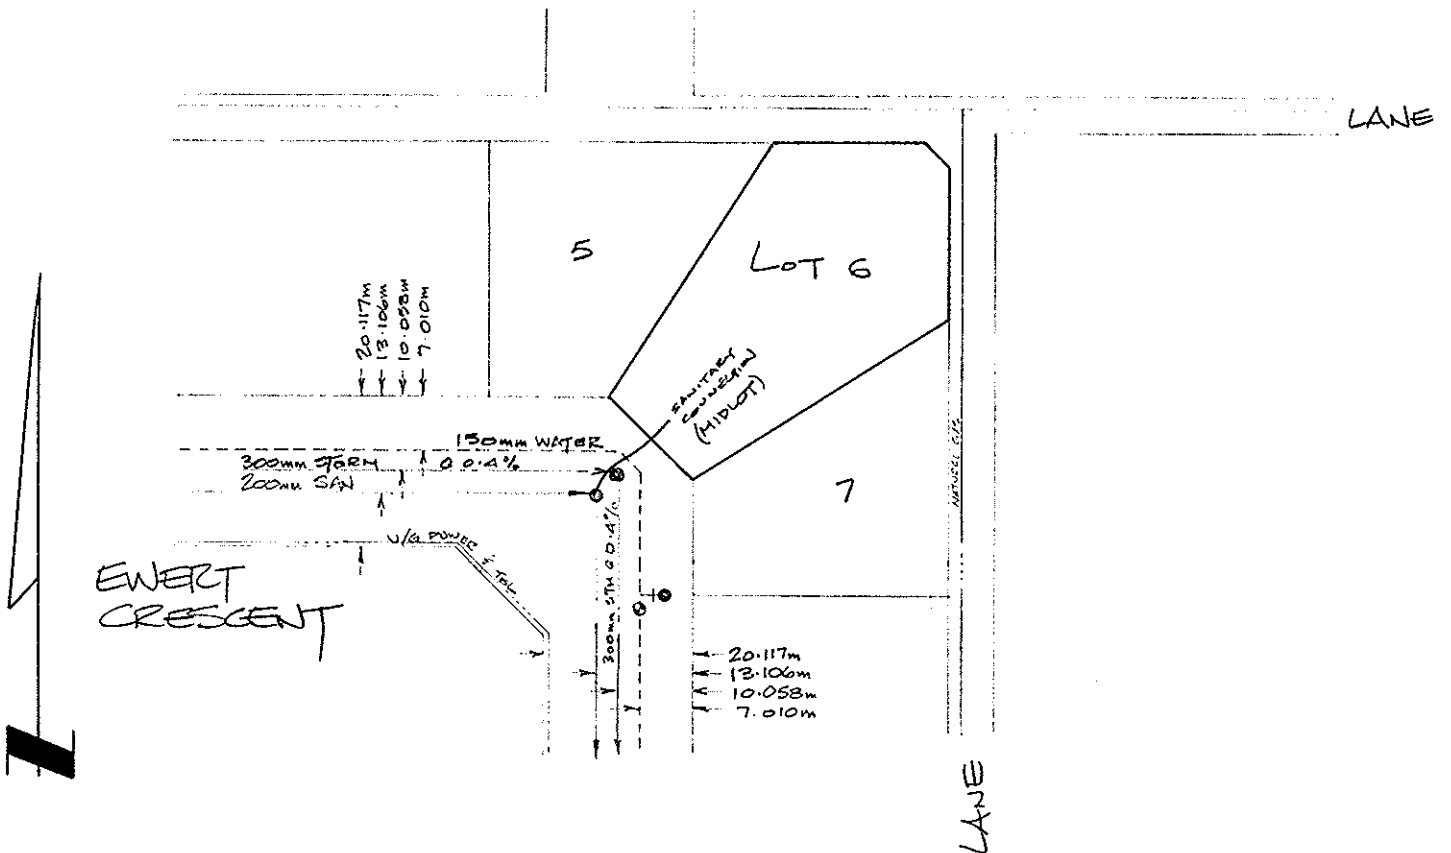 LANE
5
LOT 6
20.117m
13.106m
10.058m
7.010m
SANITARY
CONNECTION
(MIDLOT)
150mm WATER
300mm STORM @ 0.4%
200mm SAN
7
NATURAL GAS
U/G POWER & TEL
300mm STM @ 0.4%
EWERT
CRESCENT
20.117m
13.106m
10.058m
7.010m
LANE